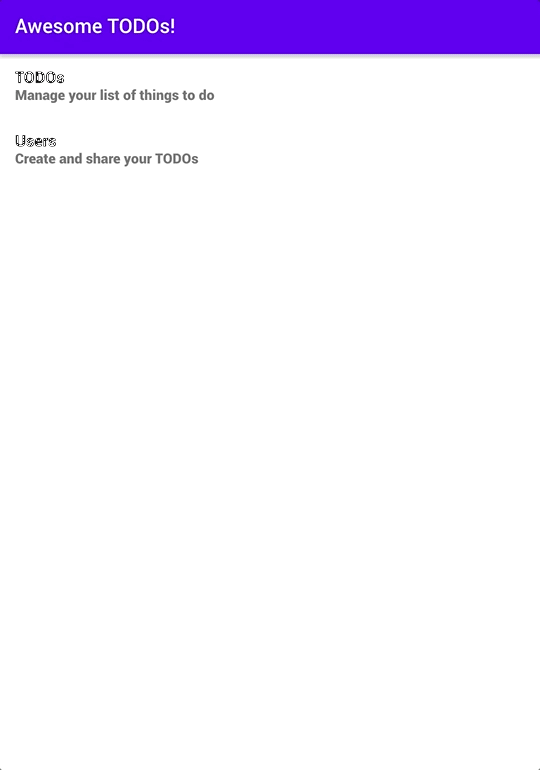 Awesome TODOs!
TODOs
Manage your list of things to do
Users
Create and share your TODOs